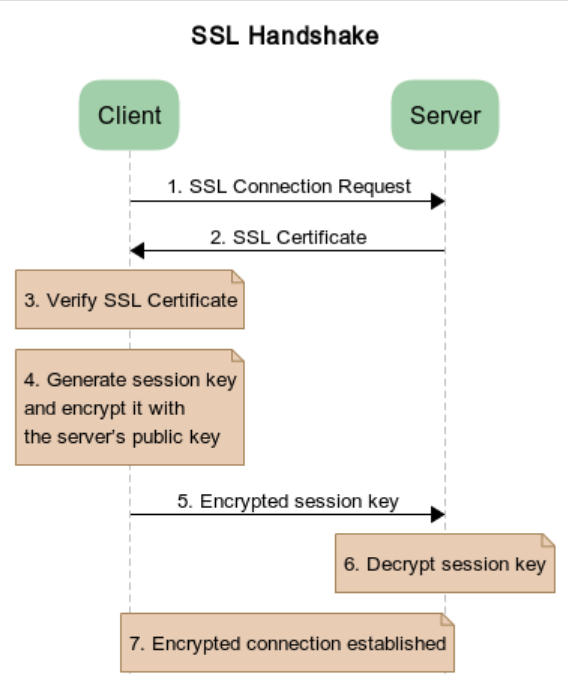 SSL Handshake
Client
Server
1. SSL Connection Request
2. SSL Certificate
3. Verify SSL Certificate
4. Generate session key
and encrypt it with
the server's public key
5. Encrypted session key
6. Decrypt session key
7. Encrypted connection established